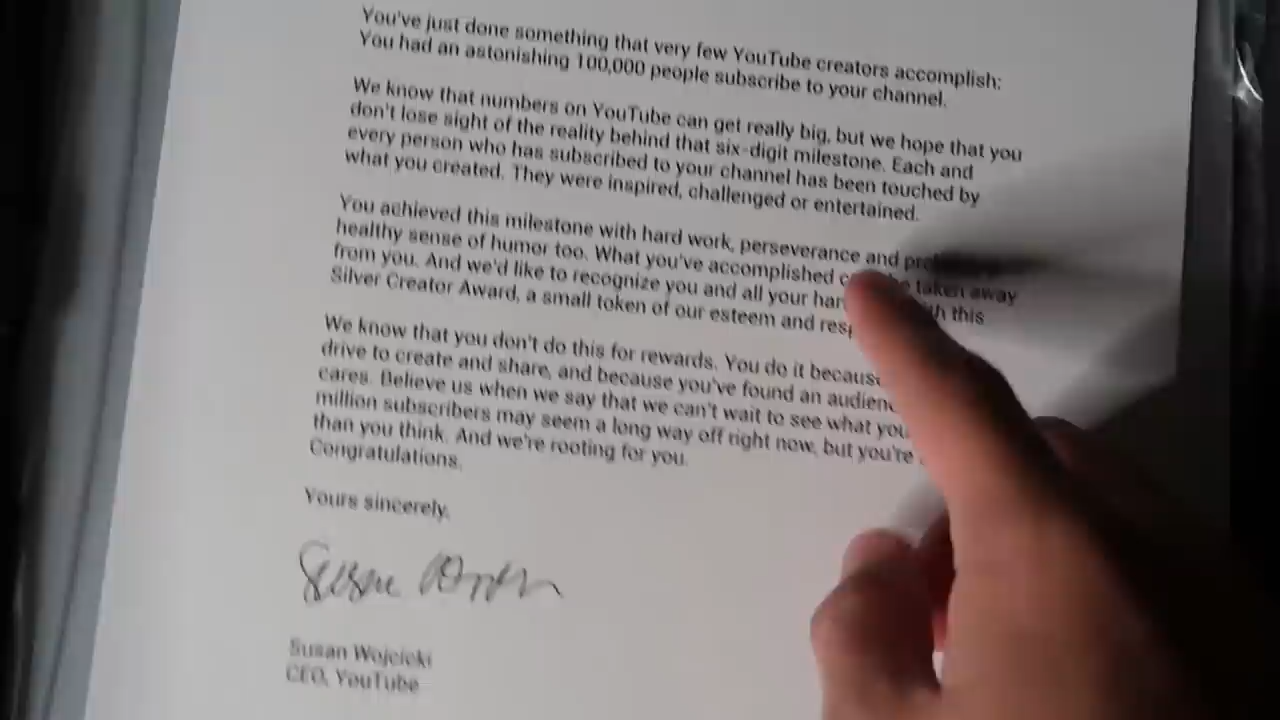 You've just done something that very few YouTube creators accomplish:
You had an astonishing 100,000 people subscribe to your channel.
We know that numbers on YouTube can get really big, but we hope that you
don't lose sight of the reality behind that six-digit milestone. Each and
every person who has subscribed to your channel has been touched by
what you created. They were inspired, challenged or entertained.
You achieved this milestone with hard work, perseverance and
healthy sense of humor too. What you've accomplished taken away
from you. And we'd like to recognize you and all your this
Silver Creator Award, a small token of our esteem and
We know that you don't do this for rewards. You do it
drive to create and share, and because you've found an
cares. Believe us when we say that we can't wait to see what
million subscribers may seem a long way off right now, but you're
than you think. And we're rooting for you.
Congratulations.
Yours sincerely,
Susan Wojcicki
CEO, YouTube